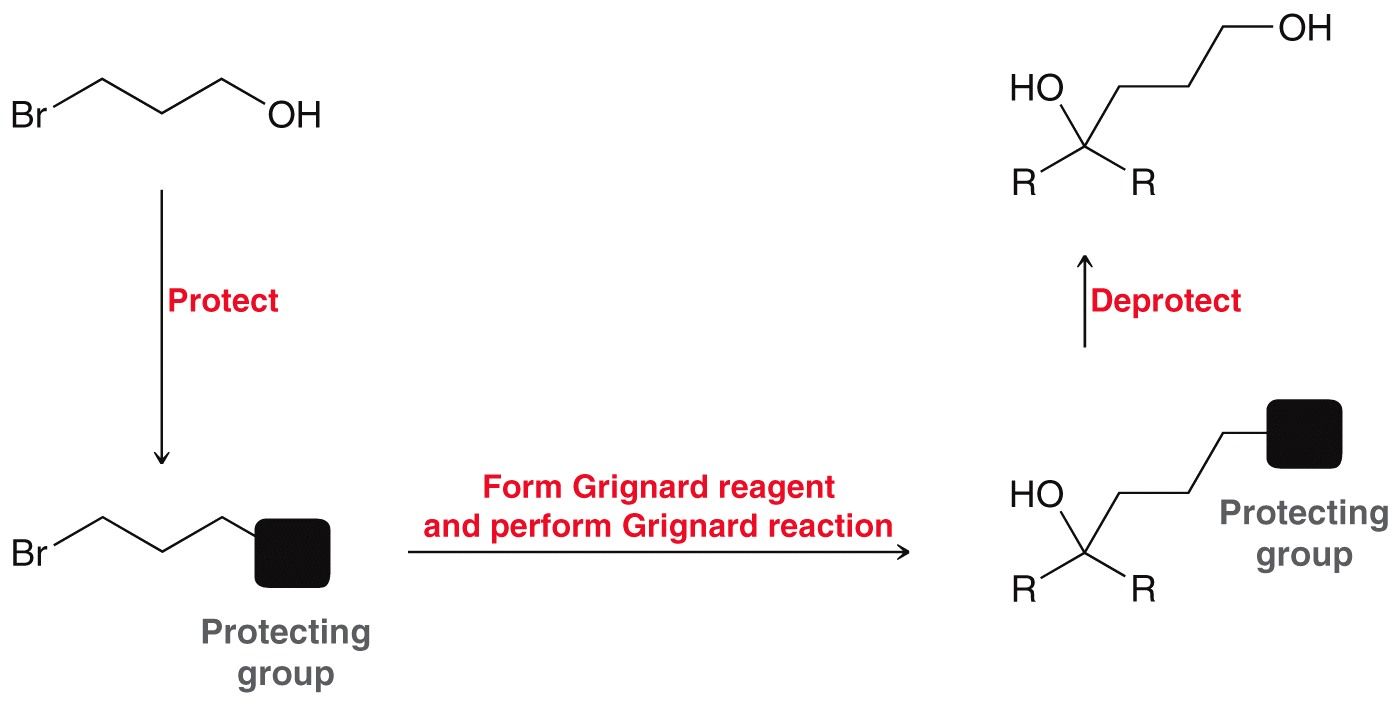 Br
OH
Protect
Br
Protecting
group
Form Grignard reagent
and perform Grignard reaction
HO
R
R
Protecting
group
Deprotect
HO
OH
R
R